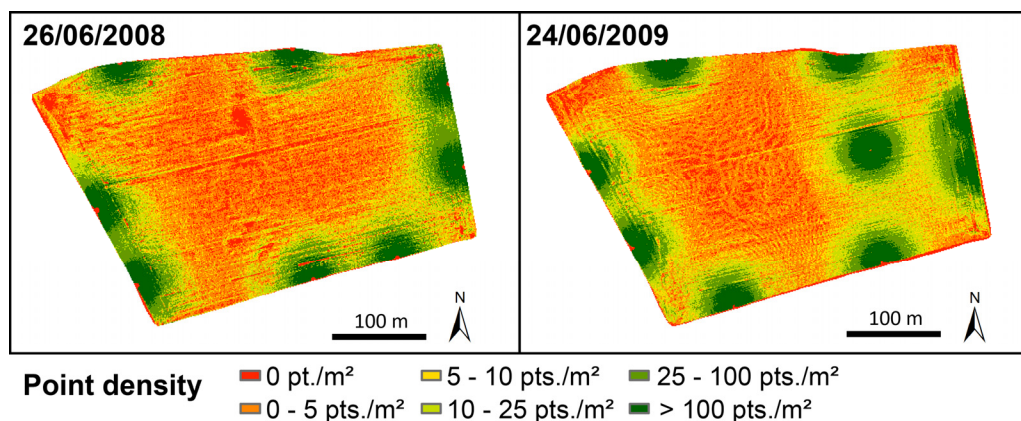 26/06/2008
24/06/2009
N
100 m
N
100 m
Point density
0 pt./m²
5 - 10 pts./m²
25 - 100 pts./m²
0 - 5 pts./m²
10 - 25 pts./m²
> 100 pts./m²